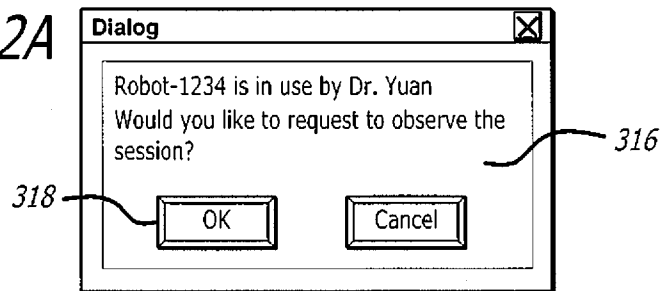 2A
Dialog
Robot-1234 is in use by Dr. Yuan
Would you like to request to observe the
session?
316
318
OK
Cancel